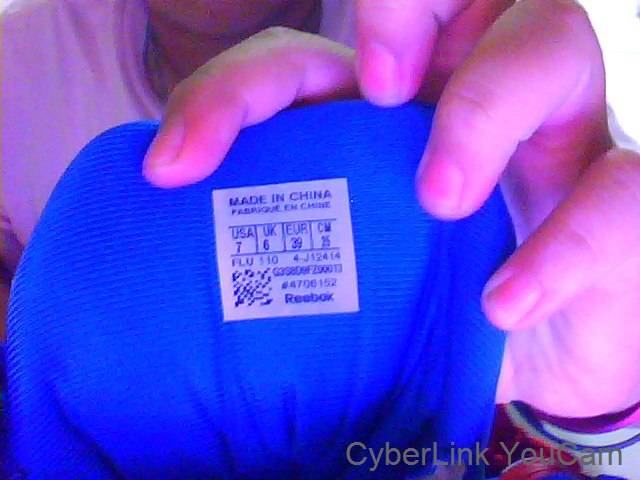 MADE IN CHINA
FABRIQUÉ EN CHINE
USA UK EUR CM
7 6 39 25
FLU 110 4-J12414
#4706152
Reebok
CyberLink YouCam